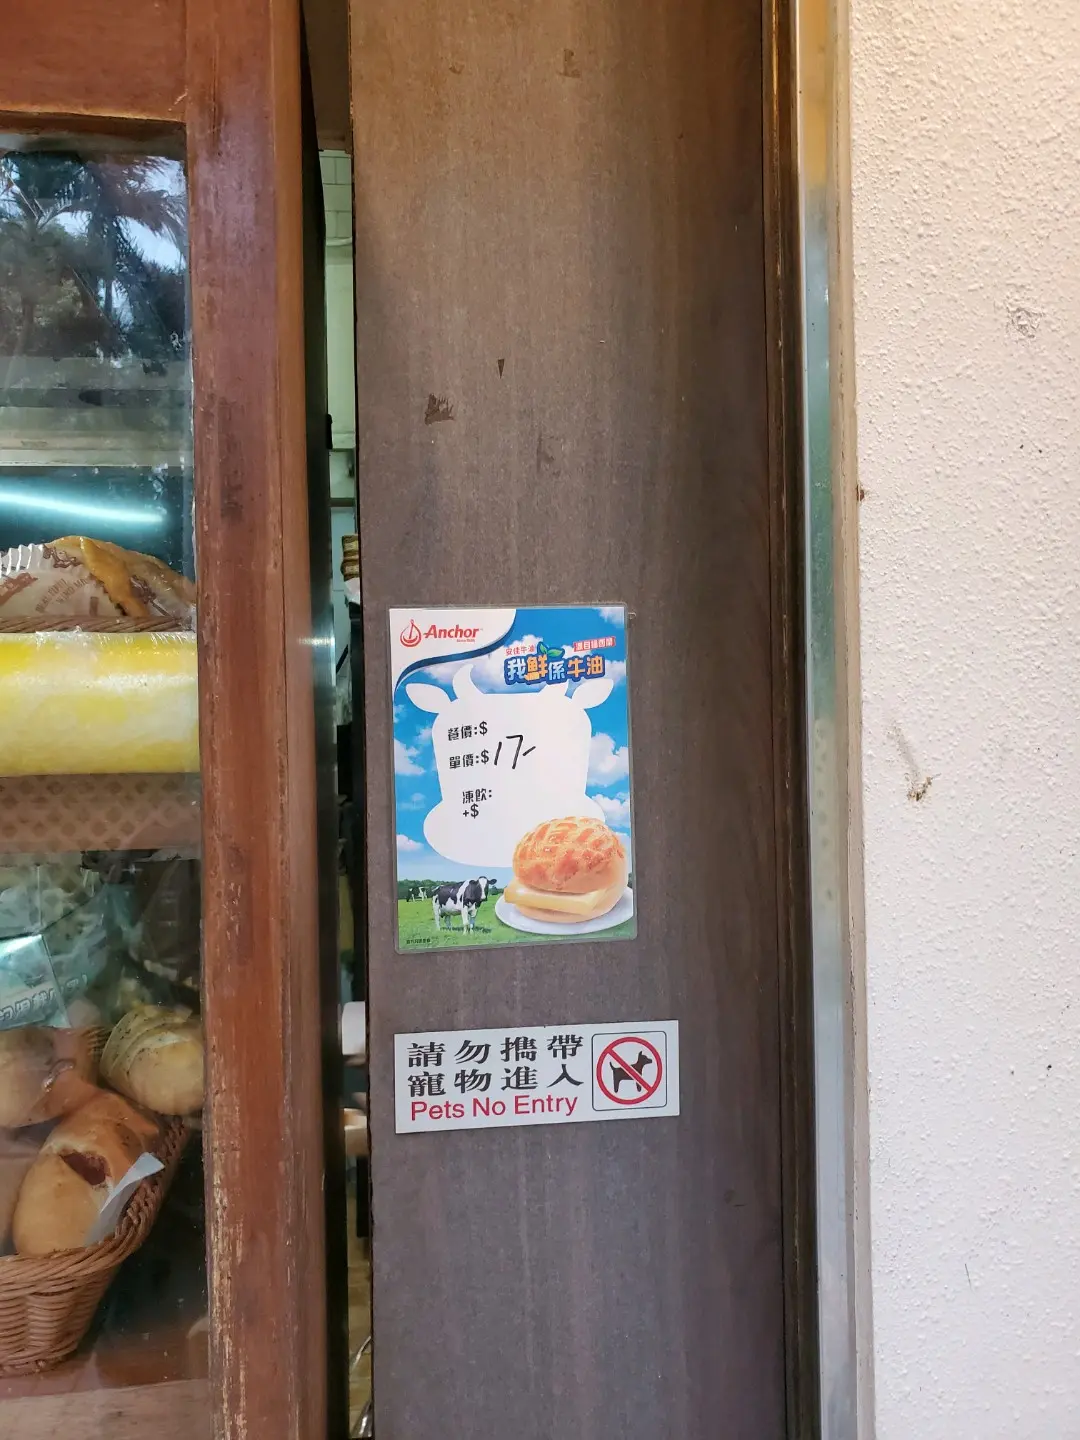 Anchor
安佳牛油
我鮮係牛油
餐價:$
單價:$17-
凍飲:
+$
請勿攜帶
寵物進入
Pets No Entry